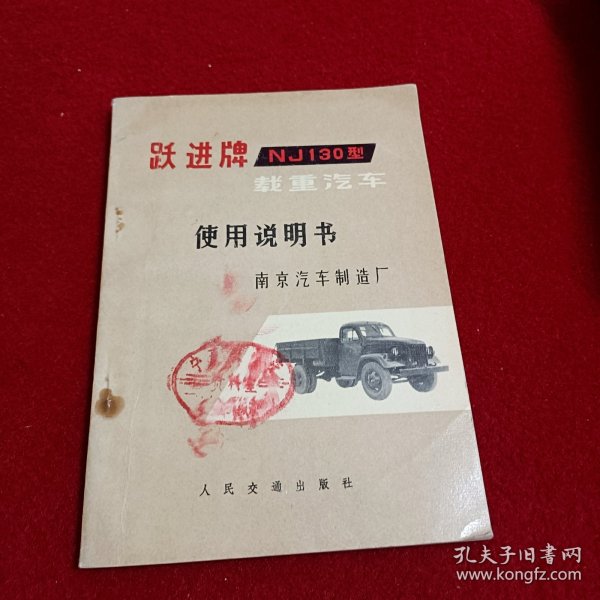 跃进牌 NJ130型
载重汽车
使用说明书
南京汽车制造厂
人民交通出版社
孔夫子旧书网
www.kongfz.com